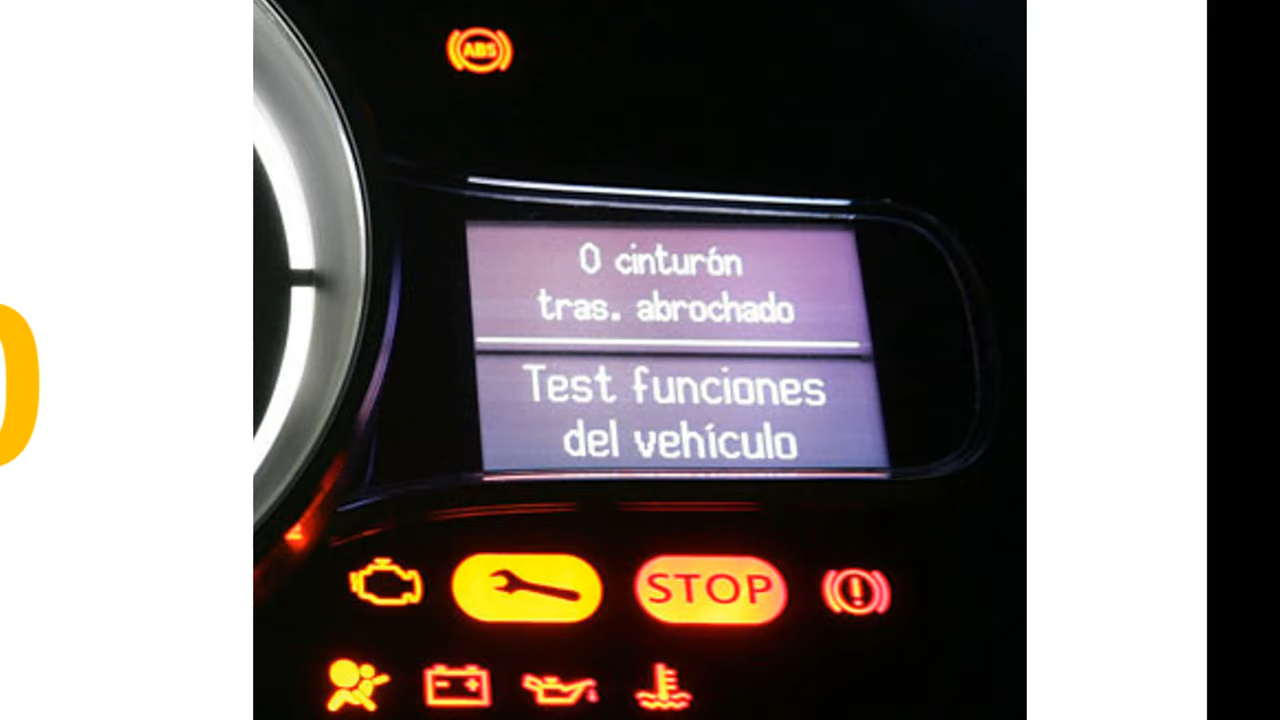 ABS
0 cinturón
tras. abrochado
Test funciones
del vehículo
STOP